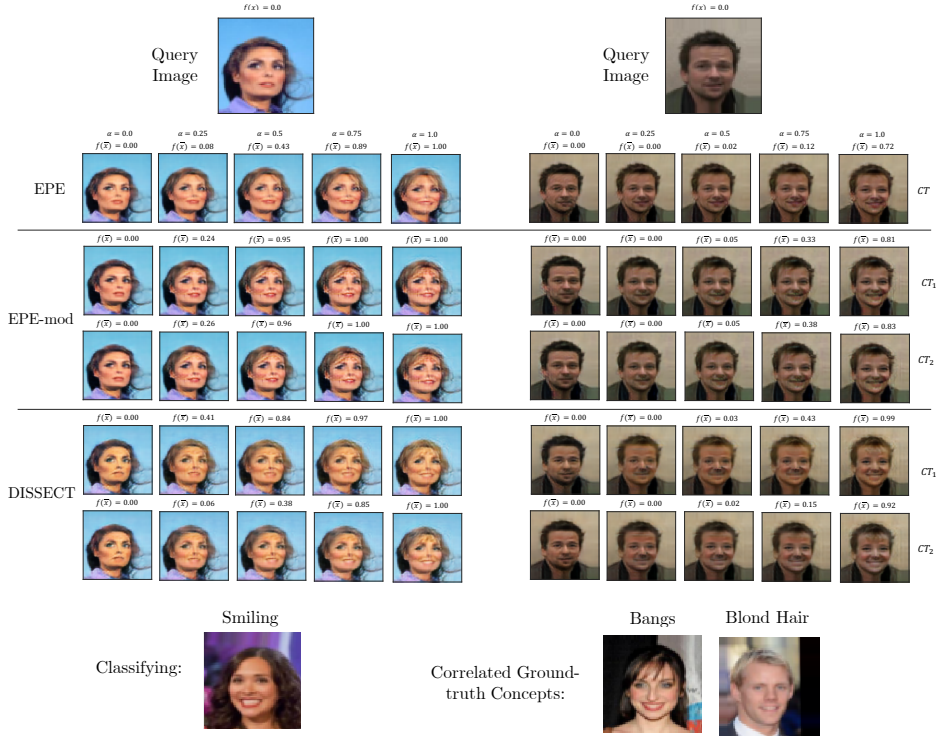 f(x) = 0.0 f(x) = 0.0
Query Image Query Image
α = 0.0 α = 0.25 α = 0.5 α = 0.75 α = 1.0 α = 0.0 α = 0.25 α = 0.5 α = 0.75 α = 1.0
f(x̄) = 0.00 f(x̄) = 0.08 f(x̄) = 0.43 f(x̄) = 0.89 f(x̄) = 1.00 f(x̄) = 0.00 f(x̄) = 0.00 f(x̄) = 0.02 f(x̄) = 0.12 f(x̄) = 0.72
EPE CT
f(x̄) = 0.00 f(x̄) = 0.24 f(x̄) = 0.95 f(x̄) = 1.00 f(x̄) = 1.00 f(x̄) = 0.00 f(x̄) = 0.00 f(x̄) = 0.05 f(x̄) = 0.33 f(x̄) = 0.81
CT₁
EPE-mod
f(x̄) = 0.00 f(x̄) = 0.26 f(x̄) = 0.96 f(x̄) = 1.00 f(x̄) = 1.00 f(x̄) = 0.00 f(x̄) = 0.00 f(x̄) = 0.05 f(x̄) = 0.38 f(x̄) = 0.83
CT₂
f(x̄) = 0.00 f(x̄) = 0.41 f(x̄) = 0.84 f(x̄) = 0.97 f(x̄) = 1.00 f(x̄) = 0.00 f(x̄) = 0.00 f(x̄) = 0.03 f(x̄) = 0.43 f(x̄) = 0.99
CT₁
DISSECT
f(x̄) = 0.00 f(x̄) = 0.06 f(x̄) = 0.38 f(x̄) = 0.85 f(x̄) = 1.00 f(x̄) = 0.00 f(x̄) = 0.00 f(x̄) = 0.02 f(x̄) = 0.15 f(x̄) = 0.92
CT₂
Smiling
Classifying:
Bangs Blond Hair
Correlated Ground-
truth Concepts: